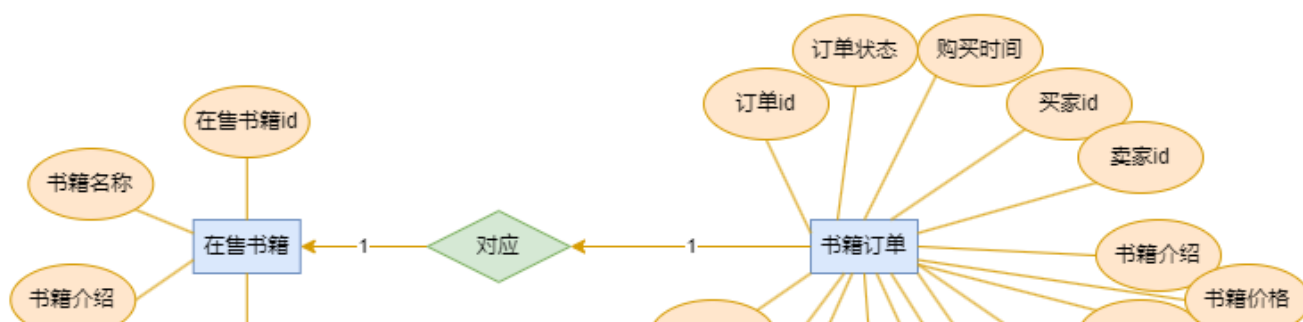 订单状态
购买时间
订单id
买家id
在售书籍id
卖家id
书籍名称
在售书籍
1
对应
1
书籍订单
书籍介绍
书籍介绍
书籍价格